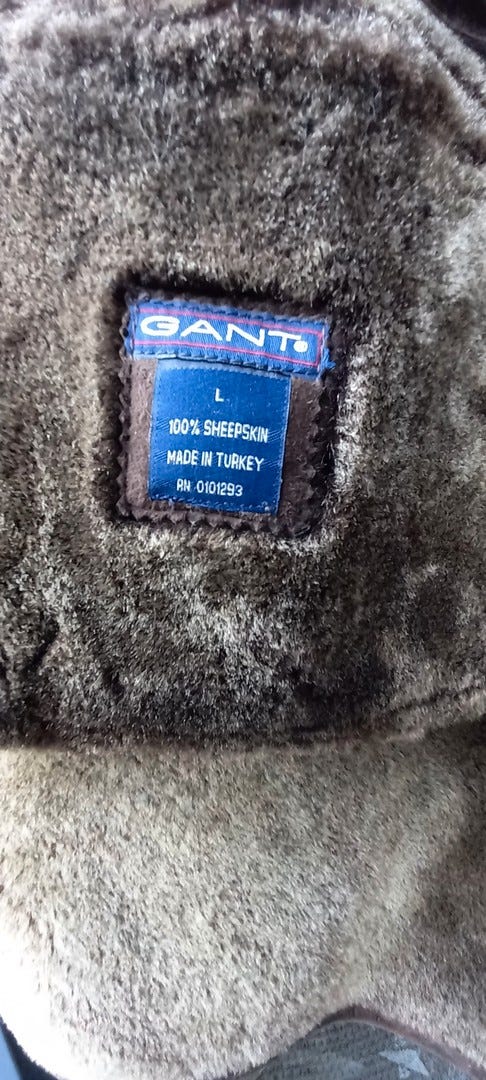 GANT®
L
100% SHEEPSKIN
MADE IN TURKEY
RN 0101293